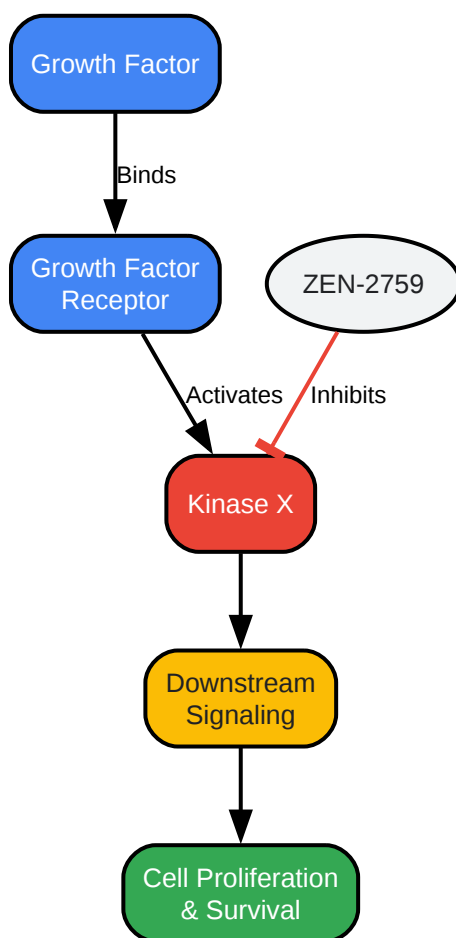 Growth Factor
Binds
Growth Factor
Receptor
ZEN-2759
Activates
Inhibits
Kinase X
Downstream
Signaling
Cell Proliferation
& Survival